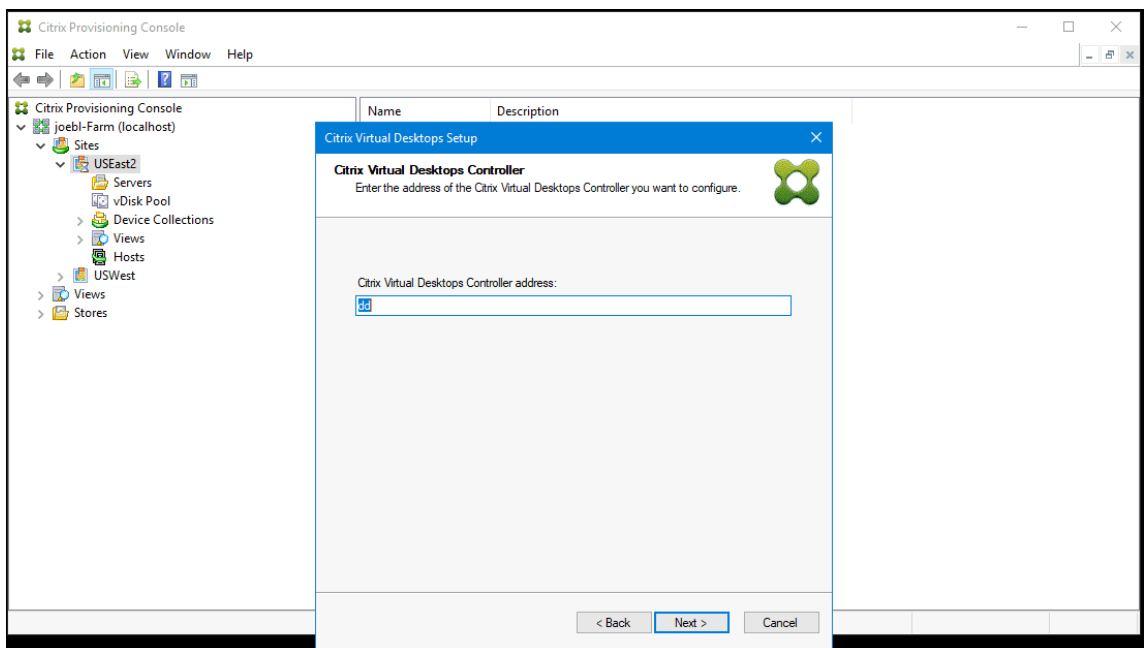 Citrix Provisioning Console
File Action View Window Help
Citrix Provisioning Console
joebl-Farm (localhost)
Sites
USEast2
Servers
vDisk Pool
Device Collections
Views
Hosts
USWest
Views
Stores
Name Description
Citrix Virtual Desktops Setup
Citrix Virtual Desktops Controller
Enter the address of the Citrix Virtual Desktops Controller you want to configure.
Citrix Virtual Desktops Controller address:
dd
< Back Next > Cancel